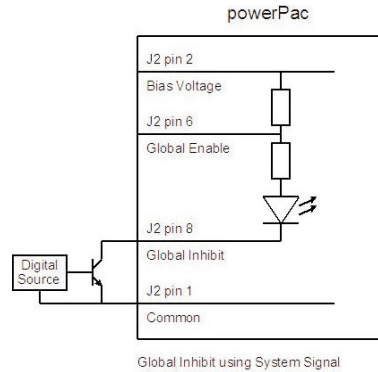 powerPac
J2 pin 2
Bias Voltage
J2 pin 6
Global Enable
J2 pin 8
Global Inhibit
Digital
Source
J2 pin 1
Common
Global Inhibit using System Signal